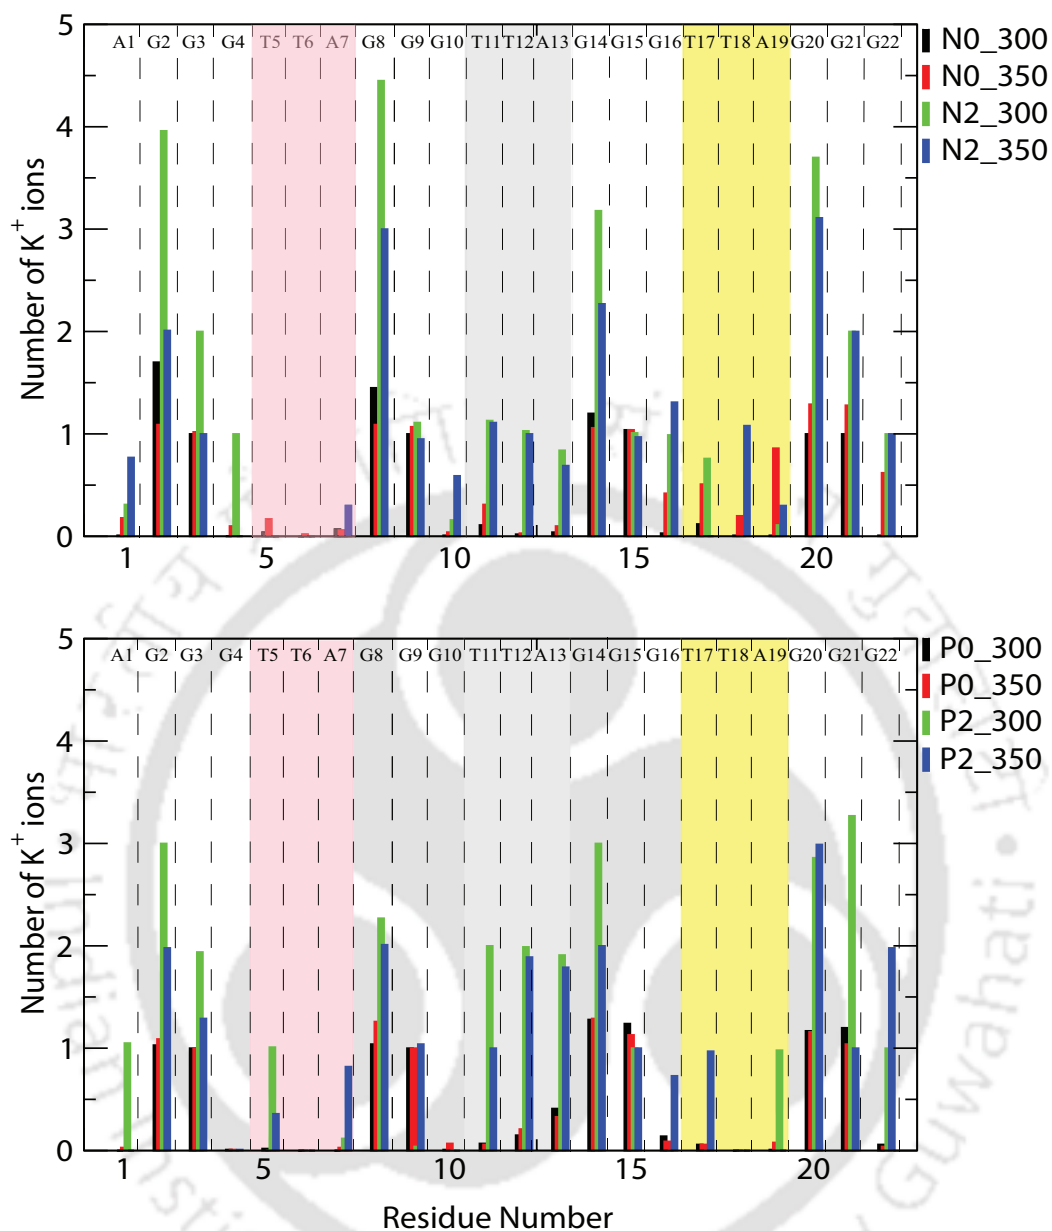 5
A1 G2 G3 G4 T5 T6 A7 G8 G9 G10 T11 T12 A13 G14 G15 G16 T17 T18 A19 G20 G21 G22
4
3
2
1
0
Number of K+ ions
1 5 10 15 20
N0_300
N0_350
N2_300
N2_350
5
A1 G2 G3 G4 T5 T6 A7 G8 G9 G10 T11 T12 A13 G14 G15 G16 T17 T18 A19 G20 G21 G22
4
3
2
1
0
Number of K+ ions
1 5 10 15 20
Residue Number
P0_300
P0_350
P2_300
P2_350
Guwahati